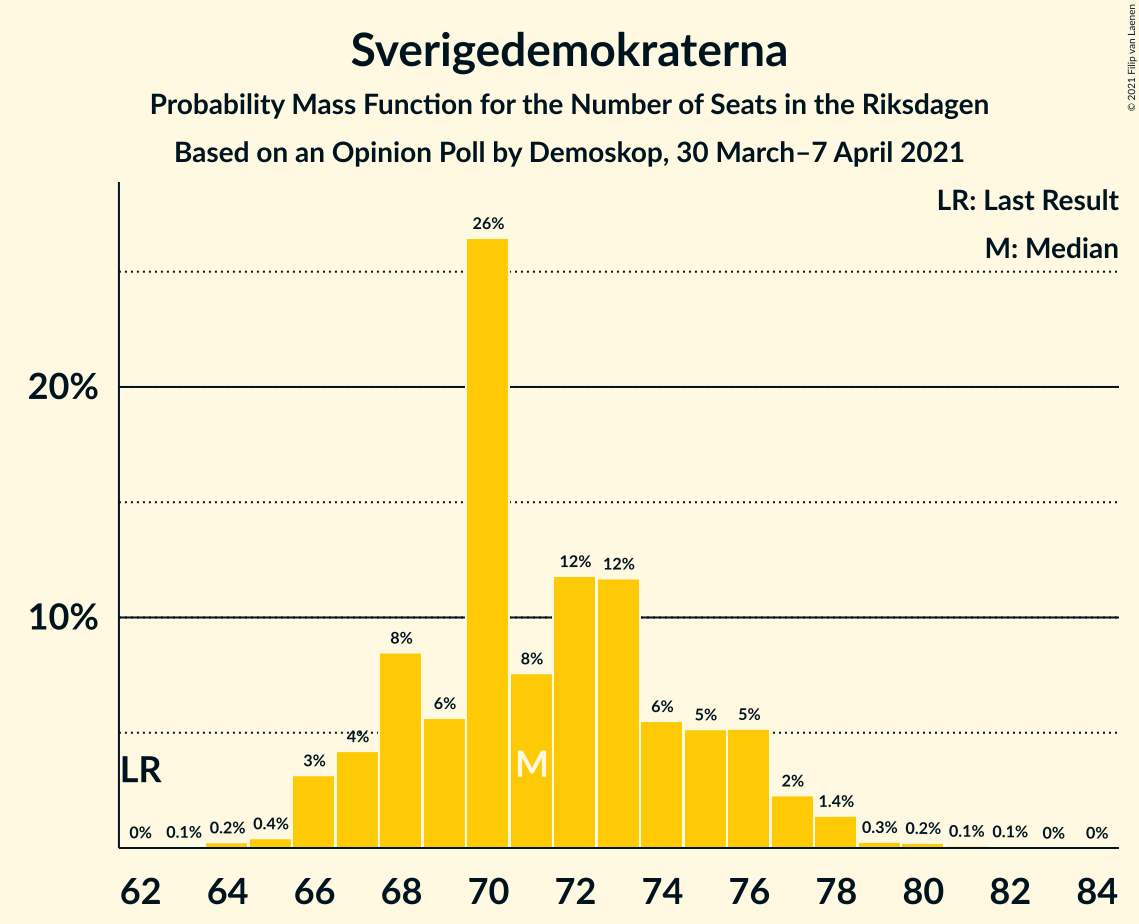 © 2021 Filip van Laenen
Sverigedemokraterna
Probability Mass Function for the Number of Seats in the Riksdagen
Based on an Opinion Poll by Demoskop, 30 March–7 April 2021
LR: Last Result
M: Median
20%
10%
0% 0.1% 0.2% 0.4% 3% 4% 8% 6% 26% 8% 12% 12% 6% 5% 5% 2% 1.4% 0.3% 0.2% 0.1% 0.1% 0% 0%
LR
M
62 64 66 68 70 72 74 76 78 80 82 84